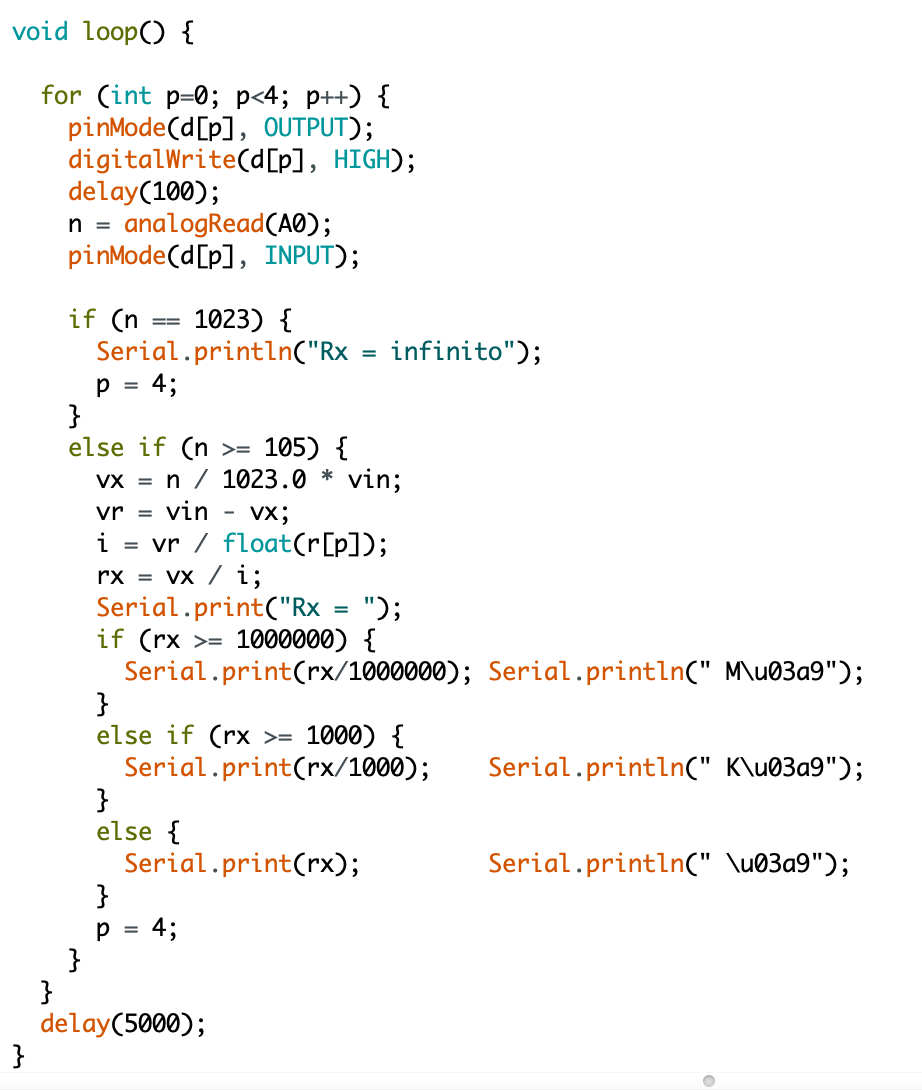 void loop() {
for (int p=0; p<4; p++) {
pinMode(d[p], OUTPUT);
digitalWrite(d[p], HIGH);
delay(100);
n = analogRead(A0);
pinMode(d[p], INPUT);
if (n == 1023) {
Serial.println("Rx = infinito");
p = 4;
}
else if (n >= 105) {
vx = n / 1023.0 * vin;
vr = vin - vx;
i = vr / float(r[p]);
rx = vx / i;
Serial.print("Rx = ");
if (rx >= 1000000) {
Serial.print(rx/1000000); Serial.println(" M\u03a9");
}
else if (rx >= 1000) {
Serial.print(rx/1000);    Serial.println(" K\u03a9");
}
else {
Serial.print(rx);         Serial.println(" \u03a9");
}
p = 4;
}
}
delay(5000);
}